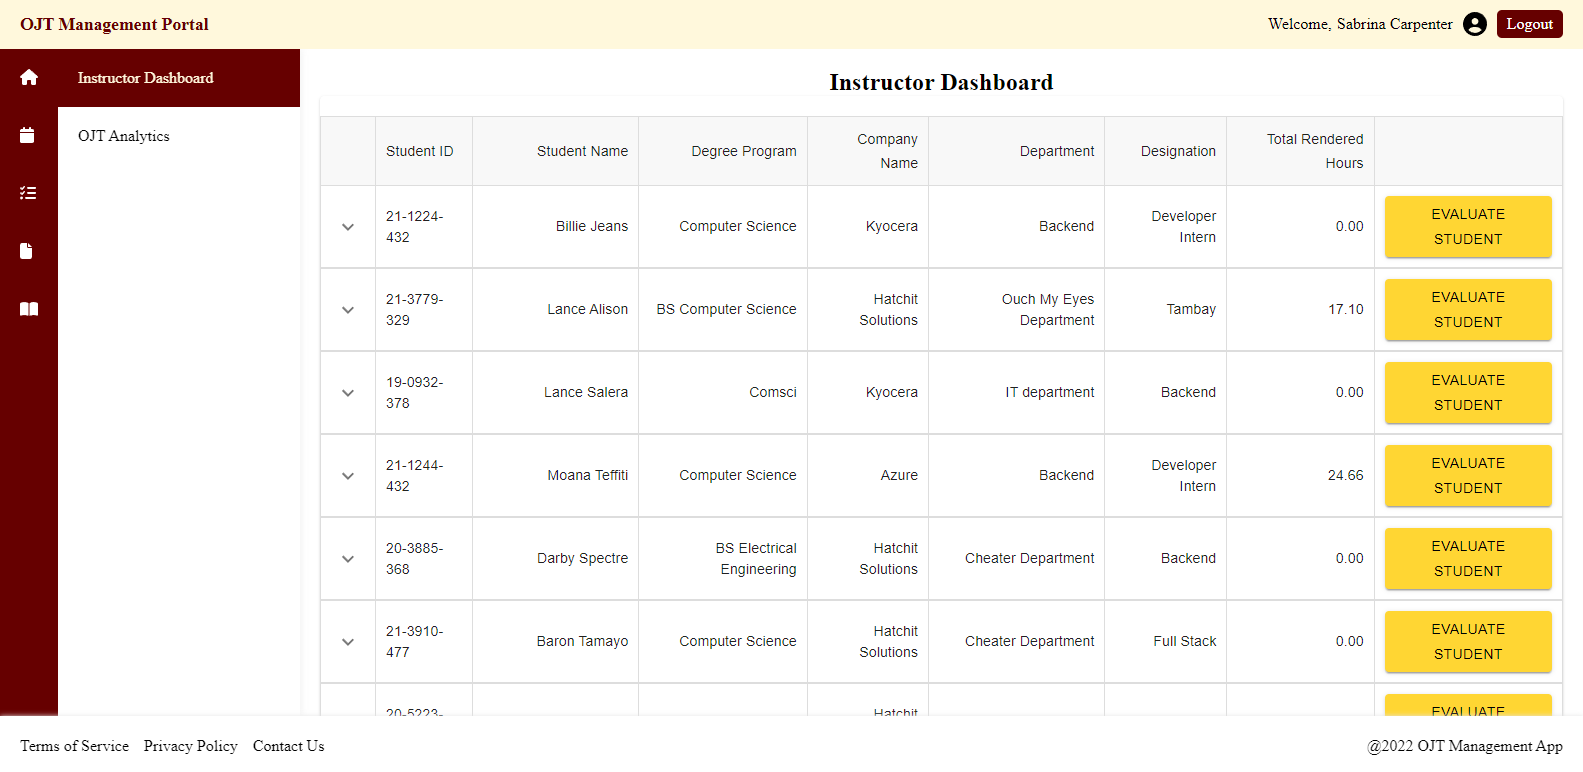 OJT Management Portal
Welcome, Sabrina Carpenter
Logout
Instructor Dashboard
OJT Analytics
Instructor Dashboard
Student ID
Student Name
Degree Program
Company
Name
Department
Designation
Total Rendered
Hours
21-1224-
432
Billie Jeans
Computer Science
Kyocera
Backend
Developer
Intern
0.00
EVALUATE
STUDENT
21-3779-
329
Lance Alison
BS Computer Science
Hatchit
Solutions
Ouch My Eyes
Department
Tambay
17.10
EVALUATE
STUDENT
19-0932-
378
Lance Salera
Comsci
Kyocera
IT department
Backend
0.00
EVALUATE
STUDENT
21-1244-
432
Moana Teffiti
Computer Science
Azure
Backend
Developer
Intern
24.66
EVALUATE
STUDENT
20-3885-
368
Darby Spectre
BS Electrical
Engineering
Hatchit
Solutions
Cheater Department
Backend
0.00
EVALUATE
STUDENT
21-3910-
477
Baron Tamayo
Computer Science
Hatchit
Solutions
Cheater Department
Full Stack
0.00
EVALUATE
STUDENT
20-5223-
Hatchit
EVALUATE
Terms of Service
Privacy Policy
Contact Us
@2022 OJT Management App